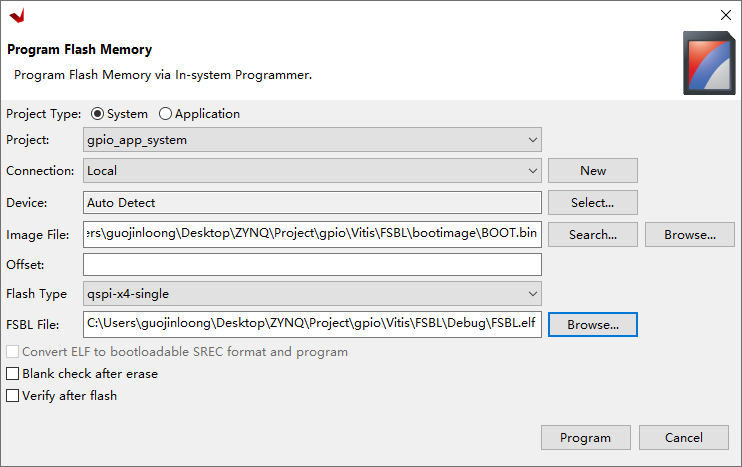 Program Flash Memory
Program Flash Memory via In-system Programmer.
Project Type: System Application
Project: gpio_app_system
Connection: Local New
Device: Auto Detect Select...
Image File: ers\guojinloong\Desktop\ZYNQ\Project\gpio\Vitis\FSBL\bootimage\BOOT.bin Search... Browse...
Offset:
Flash Type qspi-x4-single
FSBL File: C:\Users\guojinloong\Desktop\ZYNQ\Project\gpio\Vitis\FSBL\Debug\FSBL.elf Browse...
Convert ELF to bootloadable SREC format and program
Blank check after erase
Verify after flash
Program Cancel